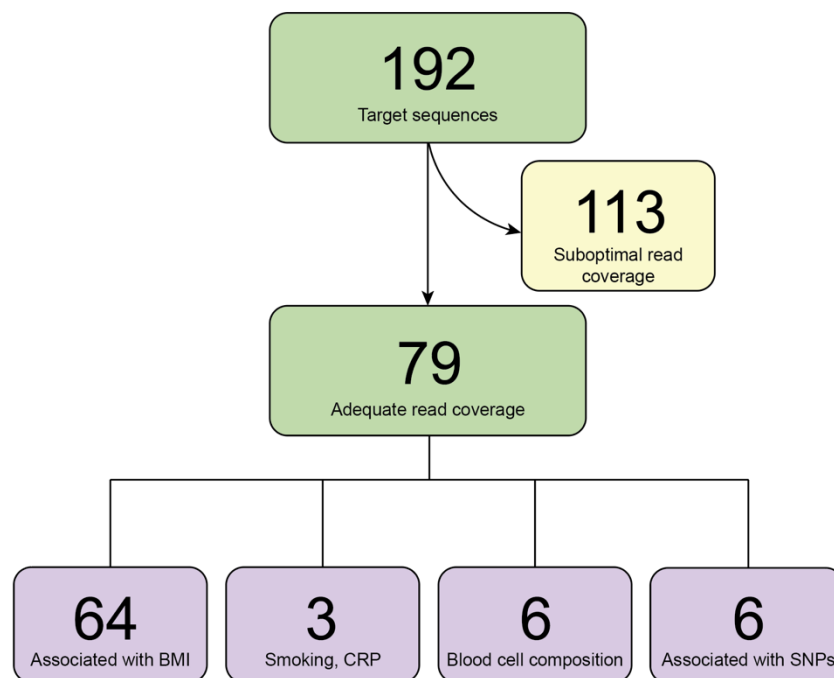 192
Target sequences
113
Suboptimal read
coverage
79
Adequate read coverage
64
Associated with BMI
3
Smoking, CRP
6
Blood cell composition
6
Associated with SNPs